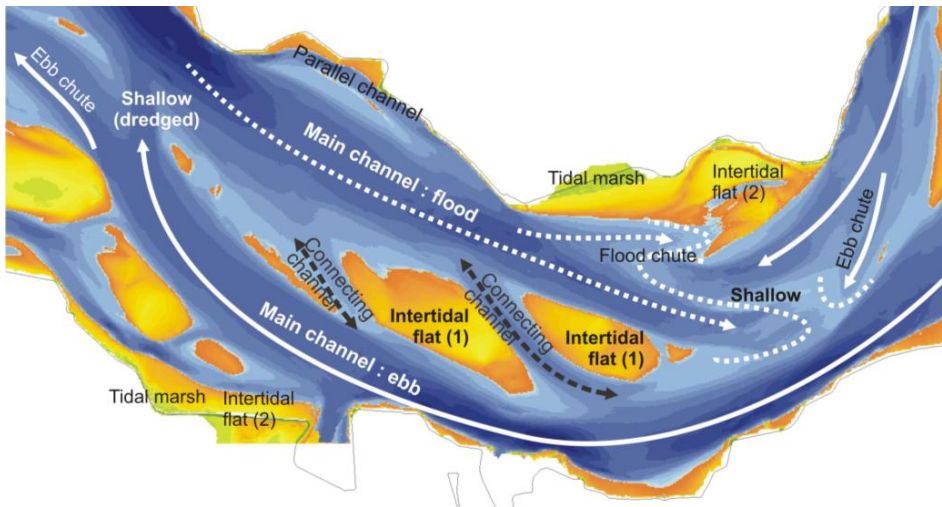 Ebb chute
Shallow
(dredged)
Parallel channel
Main channel : flood
Tidal marsh
Intertidal
flat (2)
Flood chute
Ebb chute
Shallow
Connecting
channel
Connecting
channel
Intertidal
flat (1)
Intertidal
flat (1)
Main channel : ebb
Tidal marsh
Intertidal
flat (2)